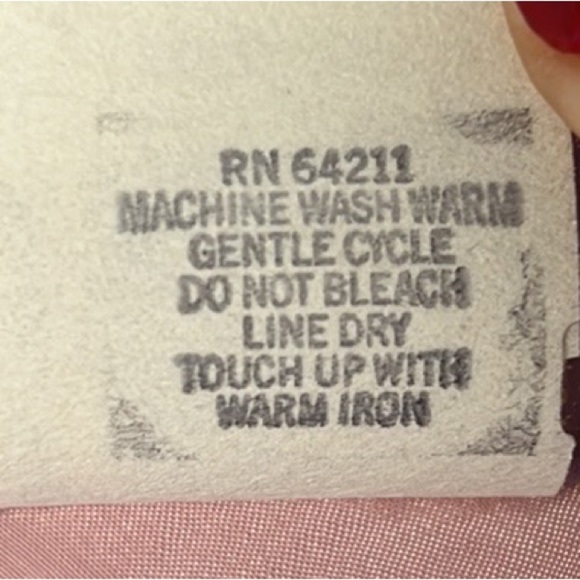 RN 64211
MACHINE WASH WARM
GENTLE CYCLE
DO NOT BLEACH
LINE DRY
TOUCH UP WITH
WARM IRON